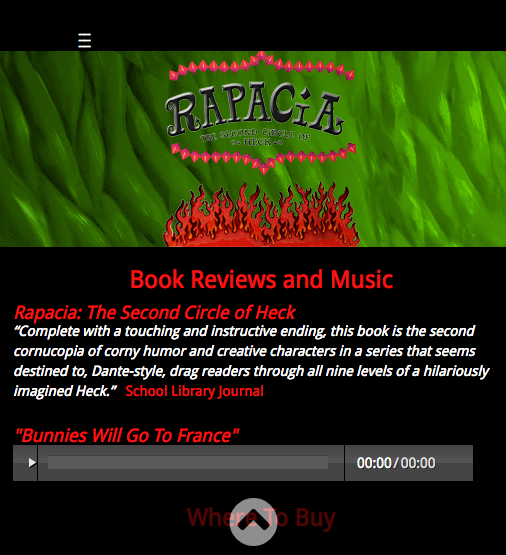 RAPACIA
THE SECOND CIRCLE OF
HECK
Book Reviews and Music
Rapacia: The Second Circle of Heck
“Complete with a touching and instructive ending, this book is the second
cornucopia of corny humor and creative characters in a series that seems
destined to, Dante-style, drag readers through all nine levels of a hilariously
imagined Heck.” School Library Journal
"Bunnies Will Go To France"
00:00/00:00
Where To Buy